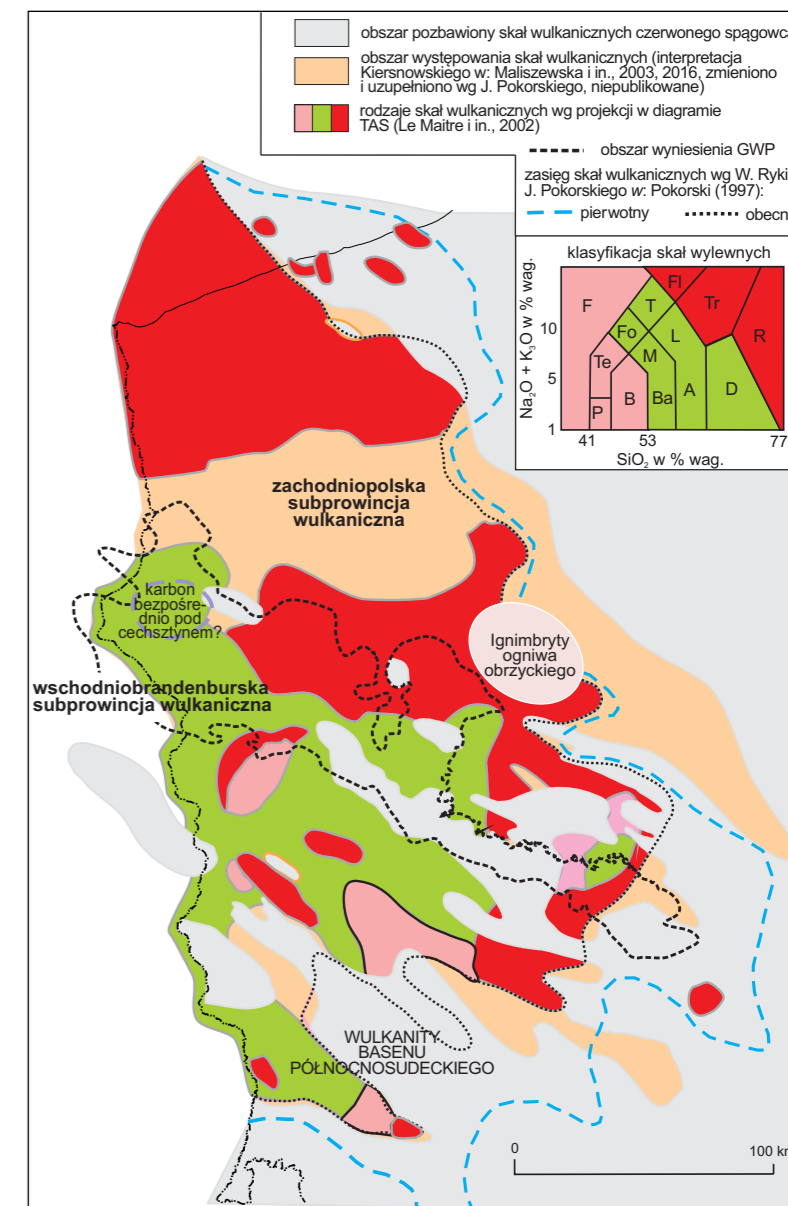 obszar pozbawiony skał wulkanicznych czerwonego spągowca
obszar występowania skał wulkanicznych (interpretacja
Kiersnowskiego w: Maliszewska i in., 2003, 2016, zmieniono
i uzupełniono wg J. Pokorskiego, niepublikowane)
rodzaje skał wulkanicznych wg projekcji w diagramie
TAS (Le Maitre i in., 2002)
obszar wyniesienia GWP
zasięg skał wulkanicznych wg W. Ryki
J. Pokorskiego w: Pokorski (1997):
pierwotny
obecn
klasyfikacja skał wylewnych
Na₂O + K₂O w % wag.
10
5
1
F
Fl
T
Tr
Fo
L
R
Te
M
P
B
Ba
A
D
41
53
77
SiO₂ w % wag.
zachodniopolska
subprowincja
wulkaniczna
karbon
bezpośre-
dnio pod
cechsztynem?
Ignimbryty
ogniwa
obrzyckiego
wschodniobrandenburska
subprowincja wulkaniczna
WULKANITY
BASENU
PÓŁNOCNOSUDECKIEGO
0
100 km